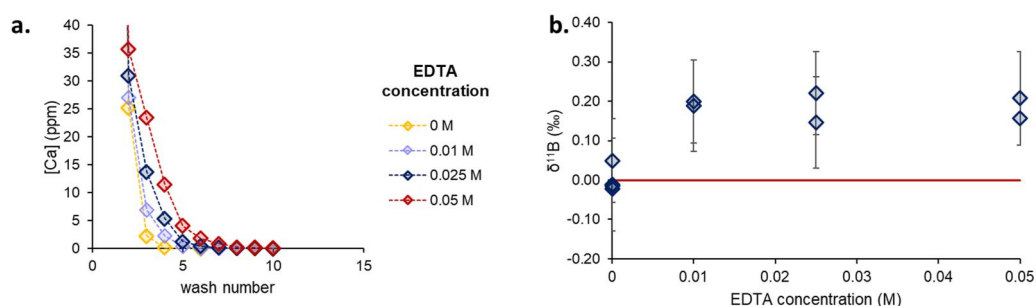 a.
40
35
30
25
20
15
10
5
0
[Ca] (ppm)
0 5 10 15
wash number
EDTA
concentration
0 M
0.01 M
0.025 M
0.05 M
b.
0.40
0.30
0.20
0.10
0.00
-0.10
-0.20
δ¹¹B (‰)
0 0.01 0.02 0.03 0.04 0.05
EDTA concentration (M)